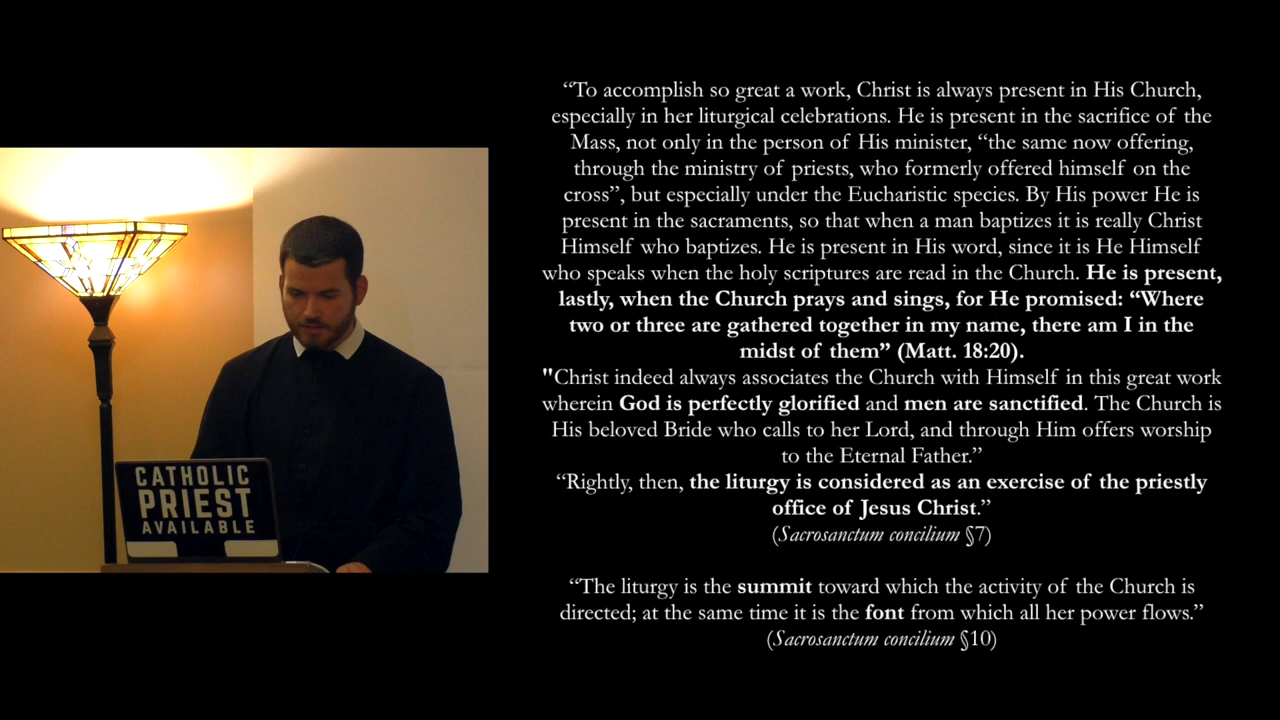 CATHOLIC
PRIEST
AVAILABLE
“To accomplish so great a work, Christ is always present in His Church,
especially in her liturgical celebrations. He is present in the sacrifice of the
Mass, not only in the person of His minister, “the same now offering,
through the ministry of priests, who formerly offered himself on the
cross”, but especially under the Eucharistic species. By His power He is
present in the sacraments, so that when a man baptizes it is really Christ
Himself who baptizes. He is present in His word, since it is He Himself
who speaks when the holy scriptures are read in the Church. He is present,
lastly, when the Church prays and sings, for He promised: “Where
two or three are gathered together in my name, there am I in the
midst of them” (Matt. 18:20).
"Christ indeed always associates the Church with Himself in this great work
wherein God is perfectly glorified and men are sanctified. The Church is
His beloved Bride who calls to her Lord, and through Him offers worship
to the Eternal Father.”
“Rightly, then, the liturgy is considered as an exercise of the priestly
office of Jesus Christ.”
(Sacrosanctum concilium §7)
“The liturgy is the summit toward which the activity of the Church is
directed; at the same time it is the font from which all her power flows.”
(Sacrosanctum concilium §10)